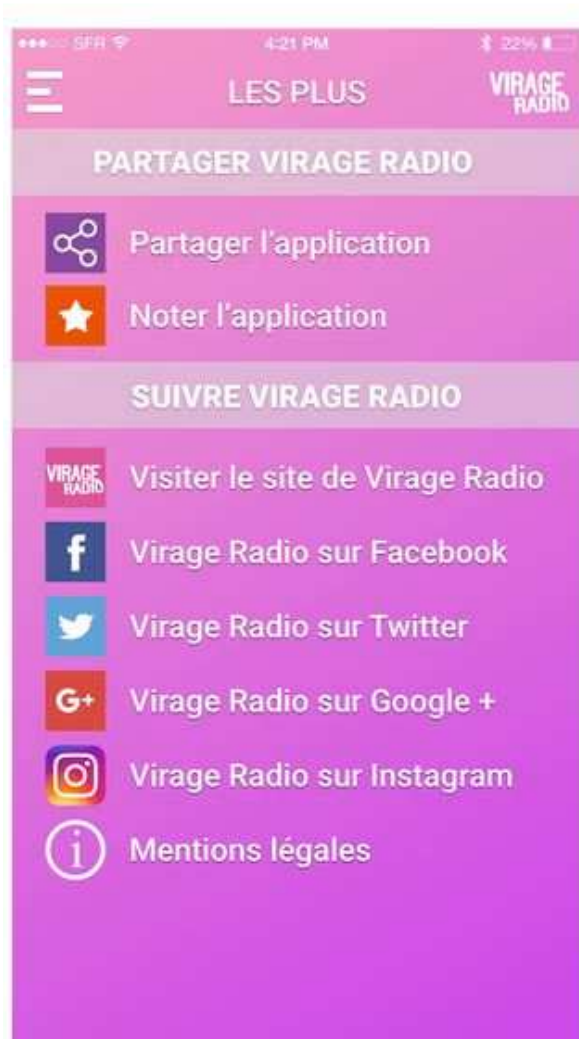 SFR 4:21 PM 22%
LES PLUS
VIRAGE
RADIO
PARTAGER VIRAGE RADIO
Partager l'application
Noter l'application
SUIVRE VIRAGE RADIO
VIRAGE
RADIO
Visiter le site de Virage Radio
f
Virage Radio sur Facebook
Virage Radio sur Twitter
G+
Virage Radio sur Google +
Virage Radio sur Instagram
i
Mentions légales